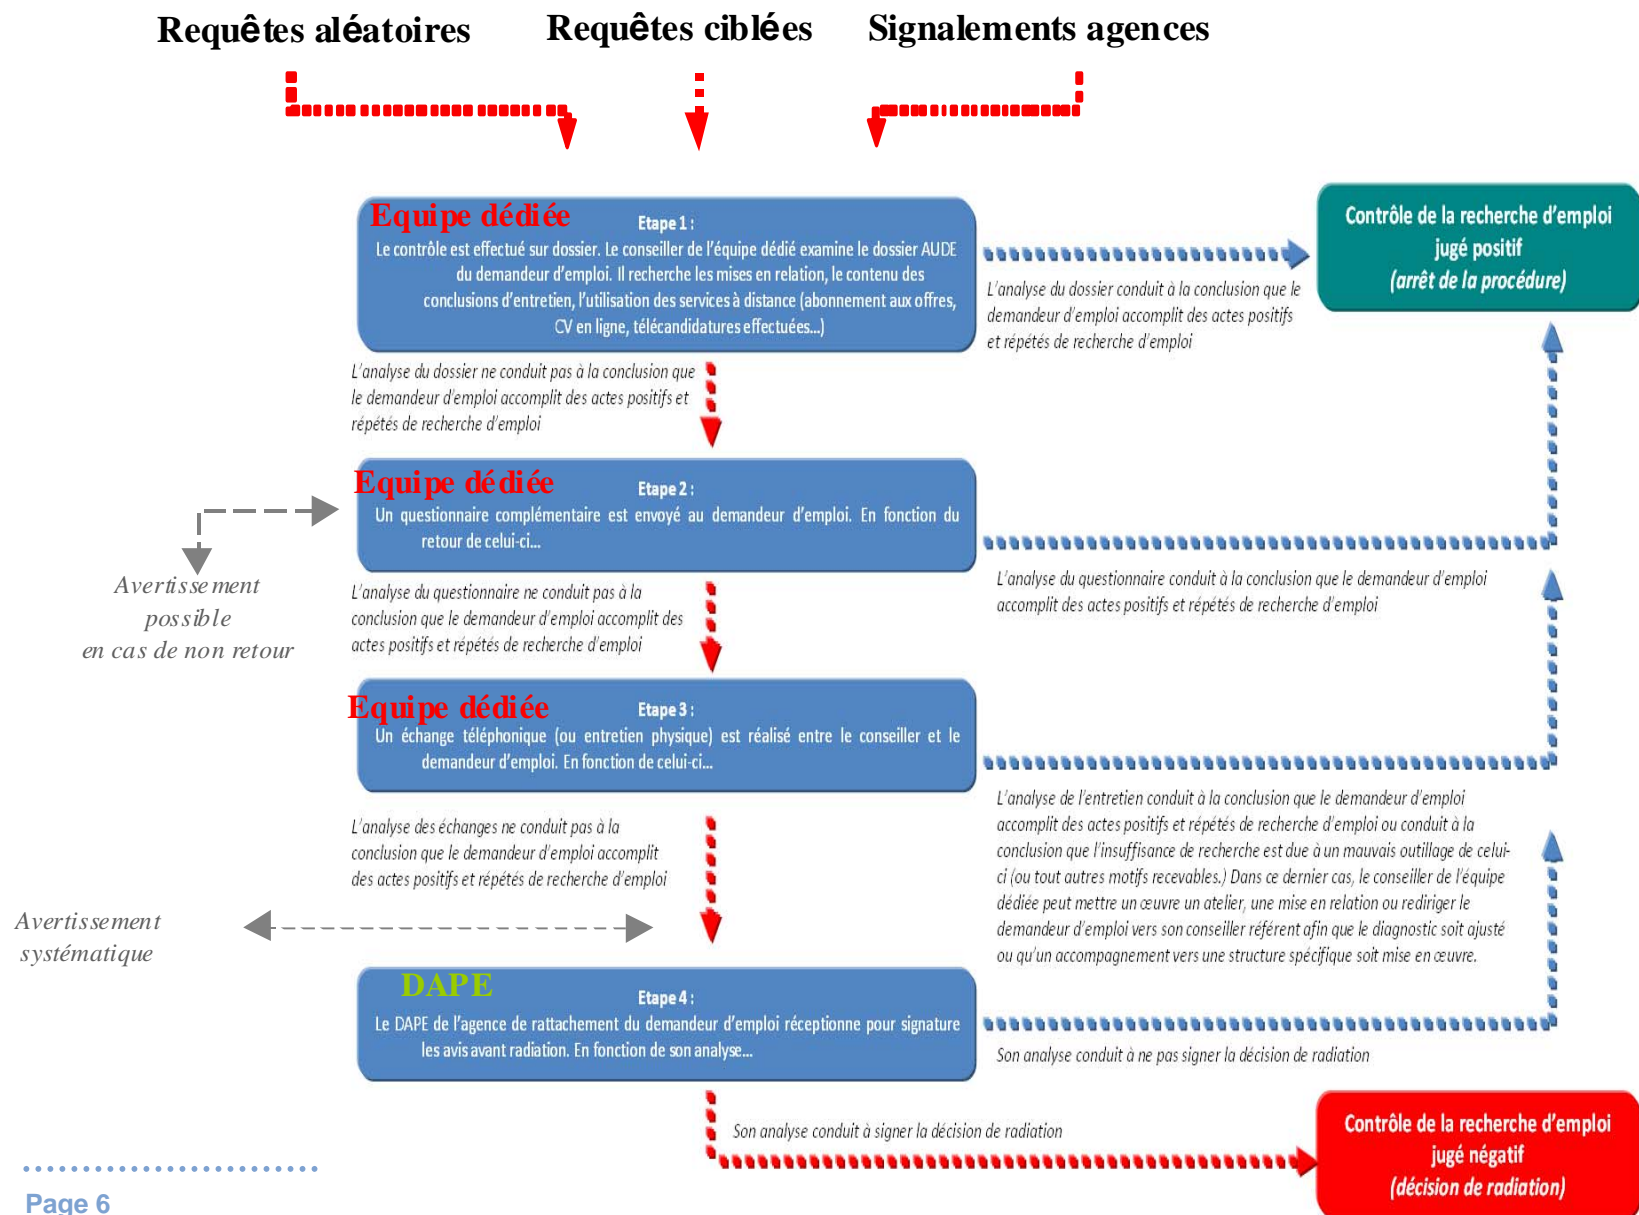 Requêtes aléatoires
Requêtes ciblées
Signalements agences
Equipe dédiée
Etape 1 :
Le contrôle est effectué sur dossier. Le conseiller de l'équipe dédié examine le dossier AUDE
du demandeur d'emploi. Il recherche les mises en relation, le contenu des
conclusions d'entretien, l'utilisation des services à distance (abonnement aux offres,
CV en ligne, télécandidatures effectuées...)
Contrôle de la recherche d'emploi
jugé positif
(arrêt de la procédure)
L'analyse du dossier conduit à la conclusion que le
demandeur d'emploi accomplit des actes positifs
et répétés de recherche d'emploi
L'analyse du dossier ne conduit pas à la conclusion que
le demandeur d'emploi accomplit des actes positifs et
répétés de recherche d'emploi
Equipe dédiée
Etape 2 :
Un questionnaire complémentaire est envoyé au demandeur d'emploi. En fonction du
retour de celui-ci...
Avertissement
possible
en cas de non retour
L'analyse du questionnaire ne conduit pas à la
conclusion que le demandeur d'emploi accomplit des
actes positifs et répétés de recherche d'emploi
L'analyse du questionnaire conduit à la conclusion que le demandeur d'emploi
accomplit des actes positifs et répétés de recherche d'emploi
Equipe dédiée
Etape 3 :
Un échange téléphonique (ou entretien physique) est réalisé entre le conseiller et le
demandeur d'emploi. En fonction de celui-ci...
L'analyse des échanges ne conduit pas à la
conclusion que le demandeur d'emploi accomplit
des actes positifs et répétés de recherche d'emploi
L'analyse de l'entretien conduit à la conclusion que le demandeur d'emploi
accomplit des actes positifs et répétés de recherche d'emploi ou conduit à la
conclusion que l'insuffisance de recherche est due à un mauvais outillage de celui-
ci (ou tout autres motifs recevables.) Dans ce dernier cas, le conseiller de l'équipe
dédiée peut mettre un œuvre un atelier, une mise en relation ou rediriger le
demandeur d'emploi vers son conseiller référent afin que le diagnostic soit ajusté
ou qu'un accompagnement vers une structure spécifique soit mise en œuvre.
Avertissement
systématique
DAPE
Etape 4 :
Le DAPE de l'agence de rattachement du demandeur d'emploi réceptionne pour signature
les avis avant radiation. En fonction de son analyse...
Son analyse conduit à ne pas signer la décision de radiation
Son analyse conduit à signer la décision de radiation
Contrôle de la recherche d'emploi
jugé négatif
(décision de radiation)
Page 6